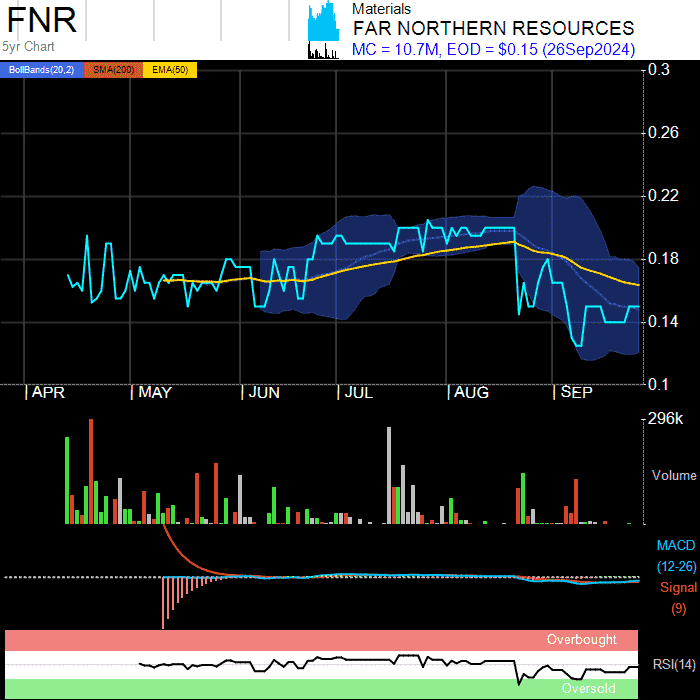 FNR
5yr Chart
Materials
FAR NORTHERN RESOURCES
MC = 10.7M, EOD = $0.15 (26Sep2024)
BollBands(20,2) SMA(200) EMA(50)
0.3
0.26
0.22
0.18
0.14
0.1
APR MAY JUN JUL AUG SEP
296k
Volume
MACD
(12-26)
Signal
(9)
Overbought
RSI(14)
Oversold